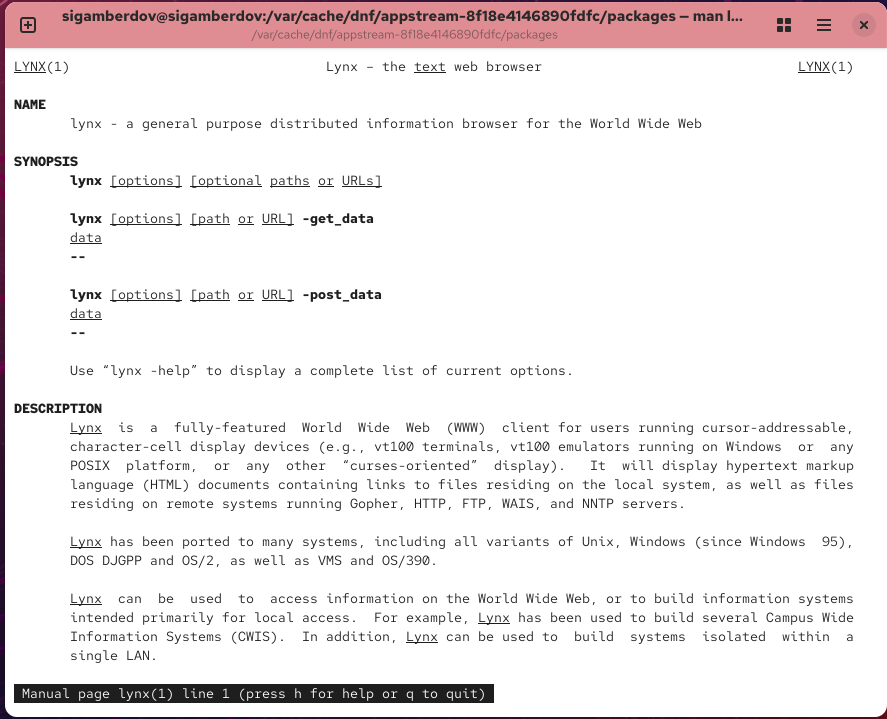 sigamberdov@sigamberdov:/var/cache/dnf/appstream-8f18e4146890fdfc/packages — man l...
/var/cache/dnf/appstream-8f18e4146890fdfc/packages
LYNX(1) Lynx – the text web browser LYNX(1)
NAME
lynx - a general purpose distributed information browser for the World Wide Web
SYNOPSIS
lynx [options] [optional paths or URLs]
lynx [options] [path or URL] -get_data
data
--
lynx [options] [path or URL] -post_data
data
--
Use “lynx -help” to display a complete list of current options.
DESCRIPTION
Lynx is a fully-featured World Wide Web (WWW) client for users running cursor-addressable,
character-cell display devices (e.g., vt100 terminals, vt100 emulators running on Windows or any
POSIX platform, or any other “curses-oriented” display). It will display hypertext markup
language (HTML) documents containing links to files residing on the local system, as well as files
residing on remote systems running Gopher, HTTP, FTP, WAIS, and NNTP servers.
Lynx has been ported to many systems, including all variants of Unix, Windows (since Windows 95),
DOS DJGPP and OS/2, as well as VMS and OS/390.
Lynx can be used to access information on the World Wide Web, or to build information systems
intended primarily for local access. For example, Lynx has been used to build several Campus Wide
Information Systems (CWIS). In addition, Lynx can be used to build systems isolated within a
single LAN.
Manual page lynx(1) line 1 (press h for help or q to quit)